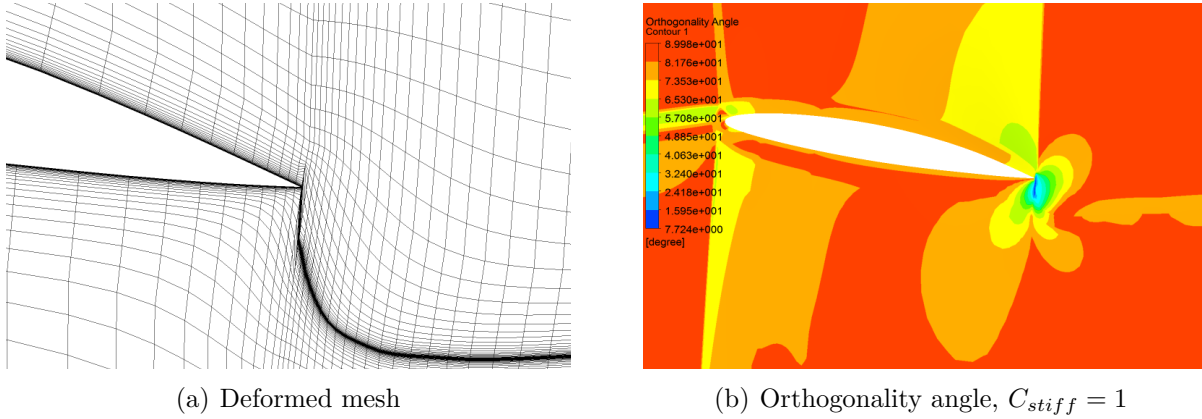 Orthogonality Angle
Contour 1
8.998e+001
8.176e+001
7.353e+001
6.530e+001
5.708e+001
4.885e+001
4.063e+001
3.240e+001
2.418e+001
1.595e+001
7.724e+000
[degree]
(a) Deformed mesh
(b) Orthogonality angle, C_{stiff} = 1